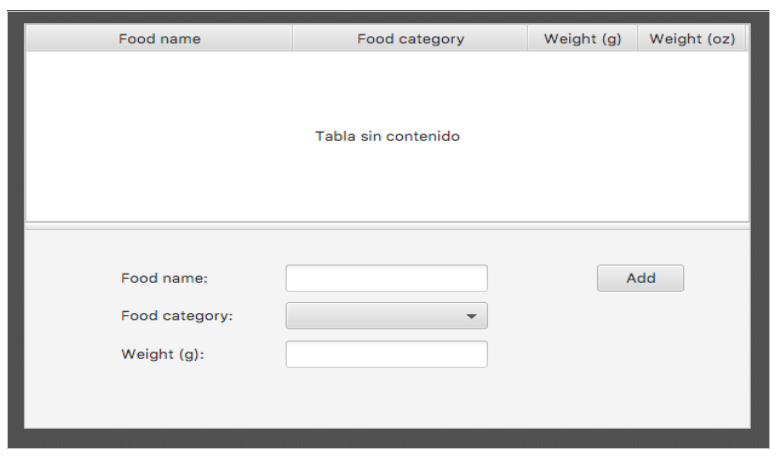 Food name Food category Weight (g) Weight (oz)
Tabla sin contenido
Food name: Add
Food category:
Weight (g):